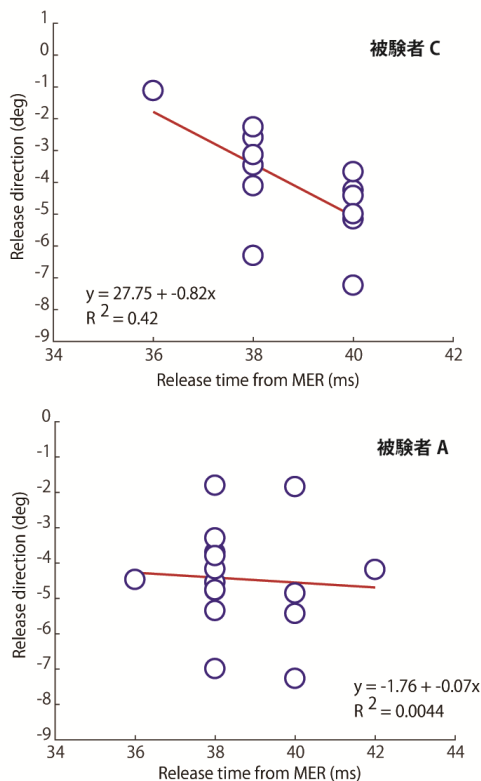 被験者 C
1
0
-1
-2
-3
-4
-5
-6
-7
-8
-9
Release direction (deg)
y = 27.75 + -0.82x
R 2 = 0.42
34 36 38 40 42
Release time from MER (ms)
被験者 A
0
-1
-2
-3
-4
-5
-6
-7
-8
-9
Release direction (deg)
y = -1.76 + -0.07x
R 2 = 0.0044
34 36 38 40 42 44
Release time from MER (ms)